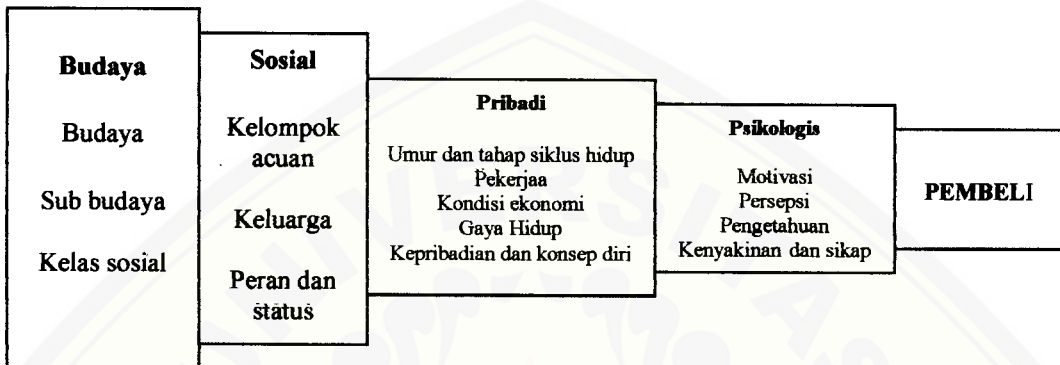 Budaya
Budaya
Sub budaya
Kelas sosial
Sosial
Kelompok
acuan
Keluarga
Peran dan
status
Pribadi
Umur dan tahap siklus hidup
Pekerjaa
Kondisi ekonomi
Gaya Hidup
Kepribadian dan konsep diri
Psikologis
Motivasi
Persepsi
Pengetahuan
Kenyakinan dan sikap
PEMBELI
UNIVERSITAS